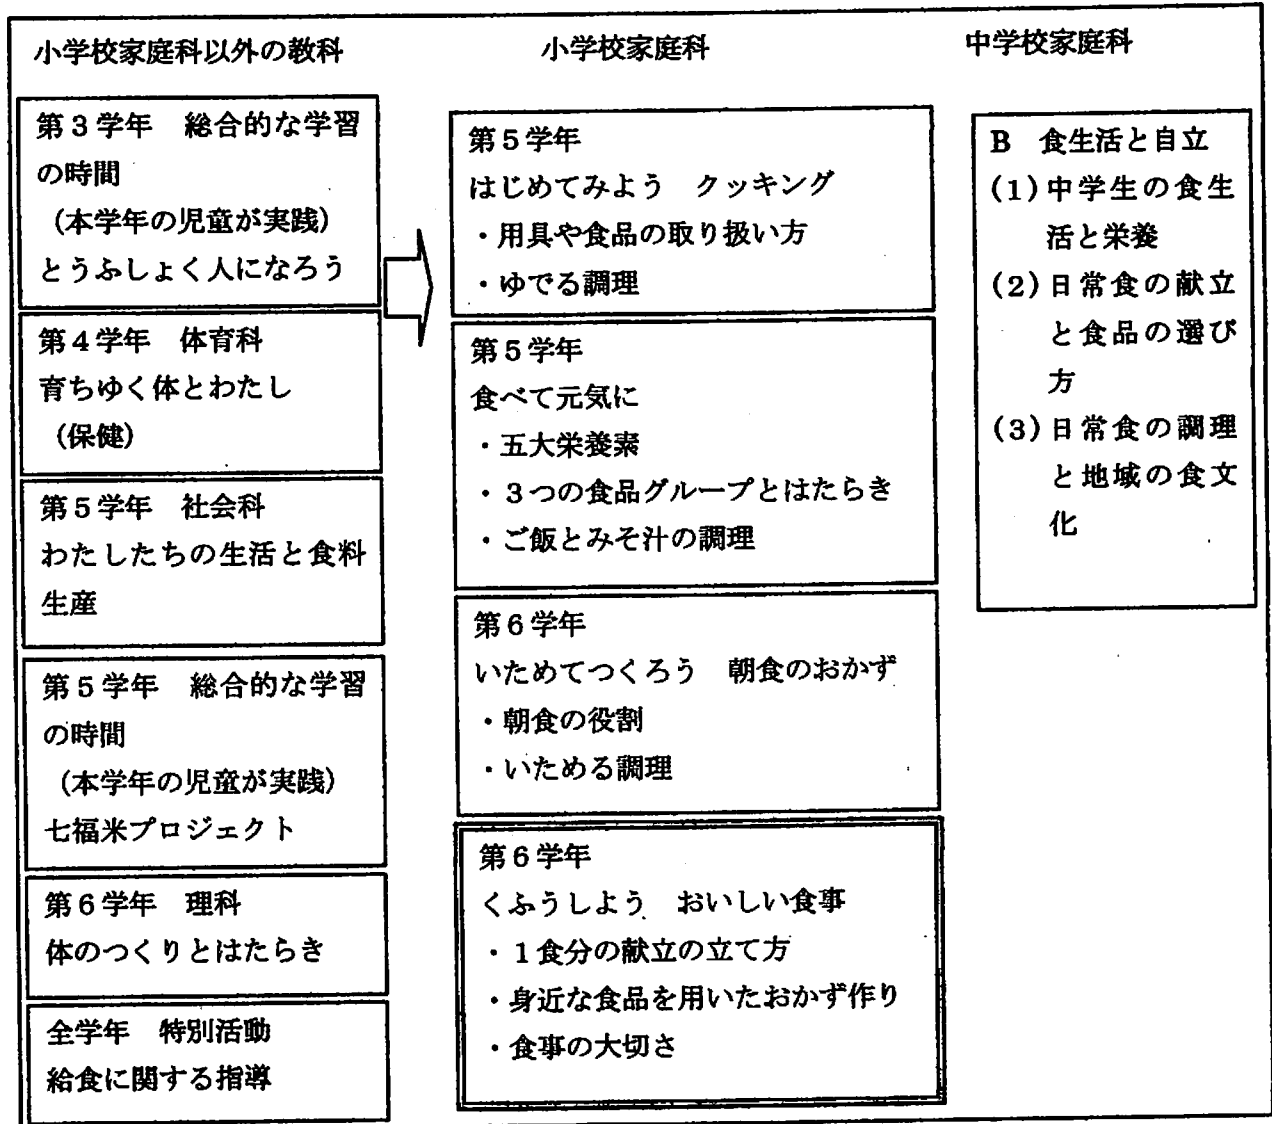 小学校家庭科以外の教科
第3学年　総合的な学習
の時間
（本学年の児童が実践）
とうふしょく人になろう
第4学年　体育科
育ちゆく体とわたし
（保健）
第5学年　社会科
わたしたちの生活と食料
生産
第5学年　総合的な学習
の時間
（本学年の児童が実践）
七福米プロジェクト
第6学年　理科
体のつくりとはたらき
全学年　特別活動
給食に関する指導
小学校家庭科
第5学年
はじめてみよう　クッキング
・用具や食品の取り扱い方
・ゆでる調理
第5学年
食べて元気に
・五大栄養素
・3つの食品グループとはたらき
・ご飯とみそ汁の調理
第6学年
いためてつくろう　朝食のおかず
・朝食の役割
・いためる調理
第6学年
くふうしよう　おいしい食事
・1食分の献立の立て方
・身近な食品を用いたおかず作り
・食事の大切さ
中学校家庭科
B　食生活と自立
(1)中学生の食生
活と栄養
(2)日常食の献立
と食品の選び
方
(3)日常食の調理
と地域の食文
化